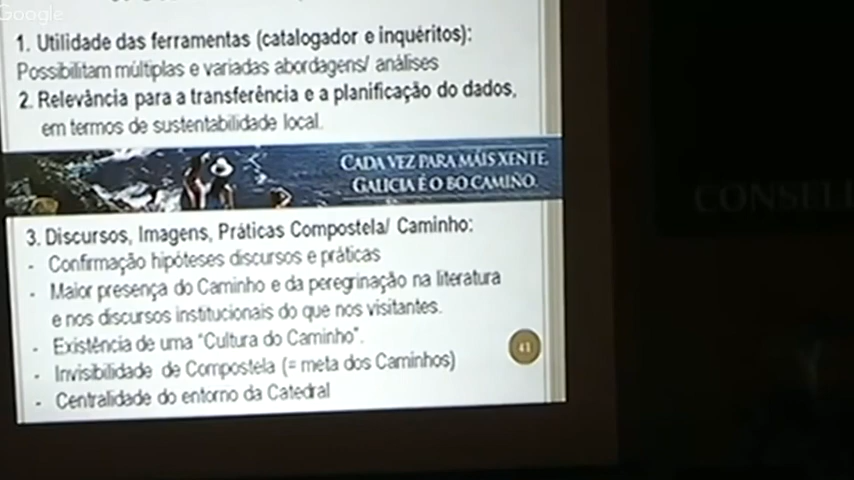 Google
1. Utilidade das ferramentas (catalogador e inquéritos):
Possibilitam múltiplas e variadas abordagens/ análises
2. Relevância para a transferência e a planificação do dados,
em termos de sustentabilidade local.
CADA VEZ PARA MÁIS XENTE,
GALICIA É O BO CAMIÑO.
3. Discursos, Imagens, Práticas Compostela/ Caminho:
- Confirmação hipóteses discursos e práticas
- Maior presença do Caminho e da peregrinação na literatura
e nos discursos institucionais do que nos visitantes.
- Existência de uma "Cultura do Caminho".
41
- Invisibilidade de Compostela (= meta dos Caminhos)
- Centralidade do entorno da Catedral
CONSELL